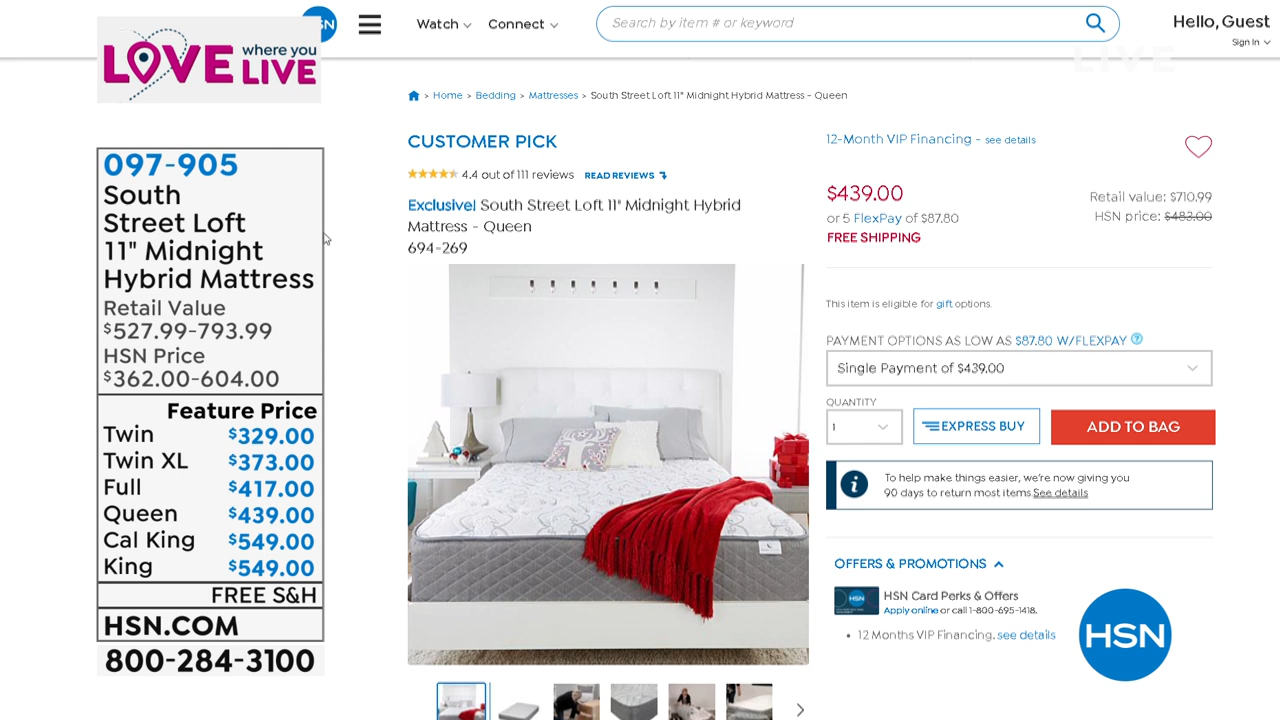 LOVE where you LIVE
SN
Watch
Connect
Search by item # or keyword
Hello, Guest
Sign In
LIVE
> Home > Bedding > Mattresses > South Street Loft 11" Midnight Hybrid Mattress - Queen
097-905
South
Street Loft
11" Midnight
Hybrid Mattress
Retail Value
$527.99-793.99
HSN Price
$362.00-604.00
Feature Price
Twin $329.00
Twin XL $373.00
Full $417.00
Queen $439.00
Cal King $549.00
King $549.00
FREE S&H
HSN.COM
800-284-3100
CUSTOMER PICK
4.4 out of 111 reviews READ REVIEWS
Exclusive! South Street Loft 11" Midnight Hybrid
Mattress - Queen
694-269
12-Month VIP Financing - see details
$439.00
Retail value: $710.99
or 5 FlexPay of $87.80
HSN price: $483.00
FREE SHIPPING
This item is eligible for gift options.
PAYMENT OPTIONS AS LOW AS $87.80 W/FLEXPAY ?
Single Payment of $439.00
QUANTITY
1
EXPRESS BUY
ADD TO BAG
To help make things easier, we're now giving you
90 days to return most items.See details
OFFERS & PROMOTIONS
HSN
HSN Card Perks & Offers
Apply online or call 1-800-695-1418.
• 12 Months VIP Financing. see details
HSN